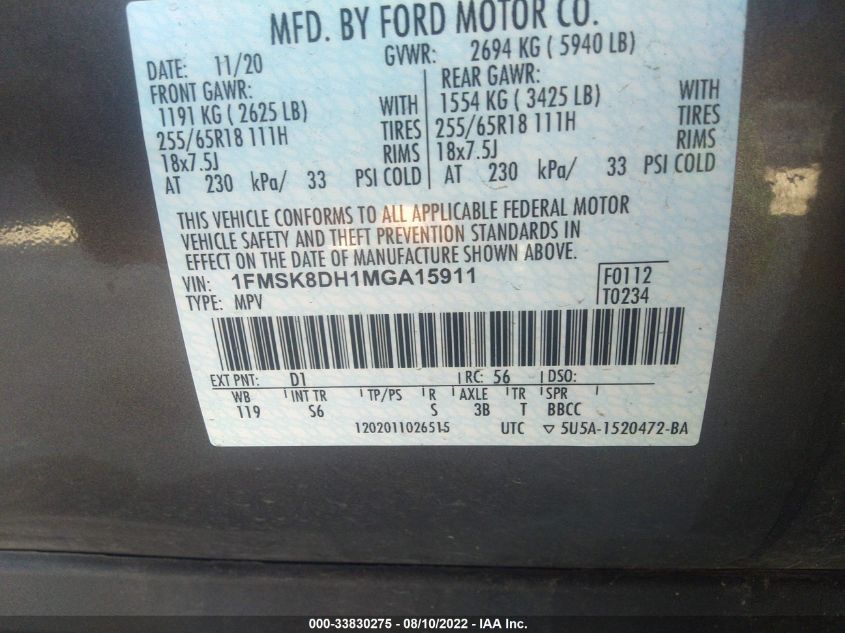 MFD. BY FORD MOTOR CO.
DATE: 11/20 GVWR: 2694 KG ( 5940 LB)
FRONT GAWR: REAR GAWR:
1191 KG ( 2625 LB) WITH 1554 KG ( 3425 LB) WITH
255/65R18 111H TIRES 255/65R18 111H TIRES
18x7.5J RIMS 18x7.5J RIMS
AT 230 kPa/ 33 PSI COLD AT 230 kPa/ 33 PSI COLD
THIS VEHICLE CONFORMS TO ALL APPLICABLE FEDERAL MOTOR
VEHICLE SAFETY AND THEFT PREVENTION STANDARDS IN
EFFECT ON THE DATE OF MANUFACTURE SHOWN ABOVE.
VIN: 1FMSK8DH1MGA15911 F0112
TYPE: MPV T0234
EXT PNT: D1 RC: 56 DSO:
WB INT TR TP/PS R AXLE TR SPR
119 S6 S 3B T BBCC
1202011026515 UTC ▽ 5U5A-1520472-BA
000-33830275 - 08/10/2022 - IAA Inc.